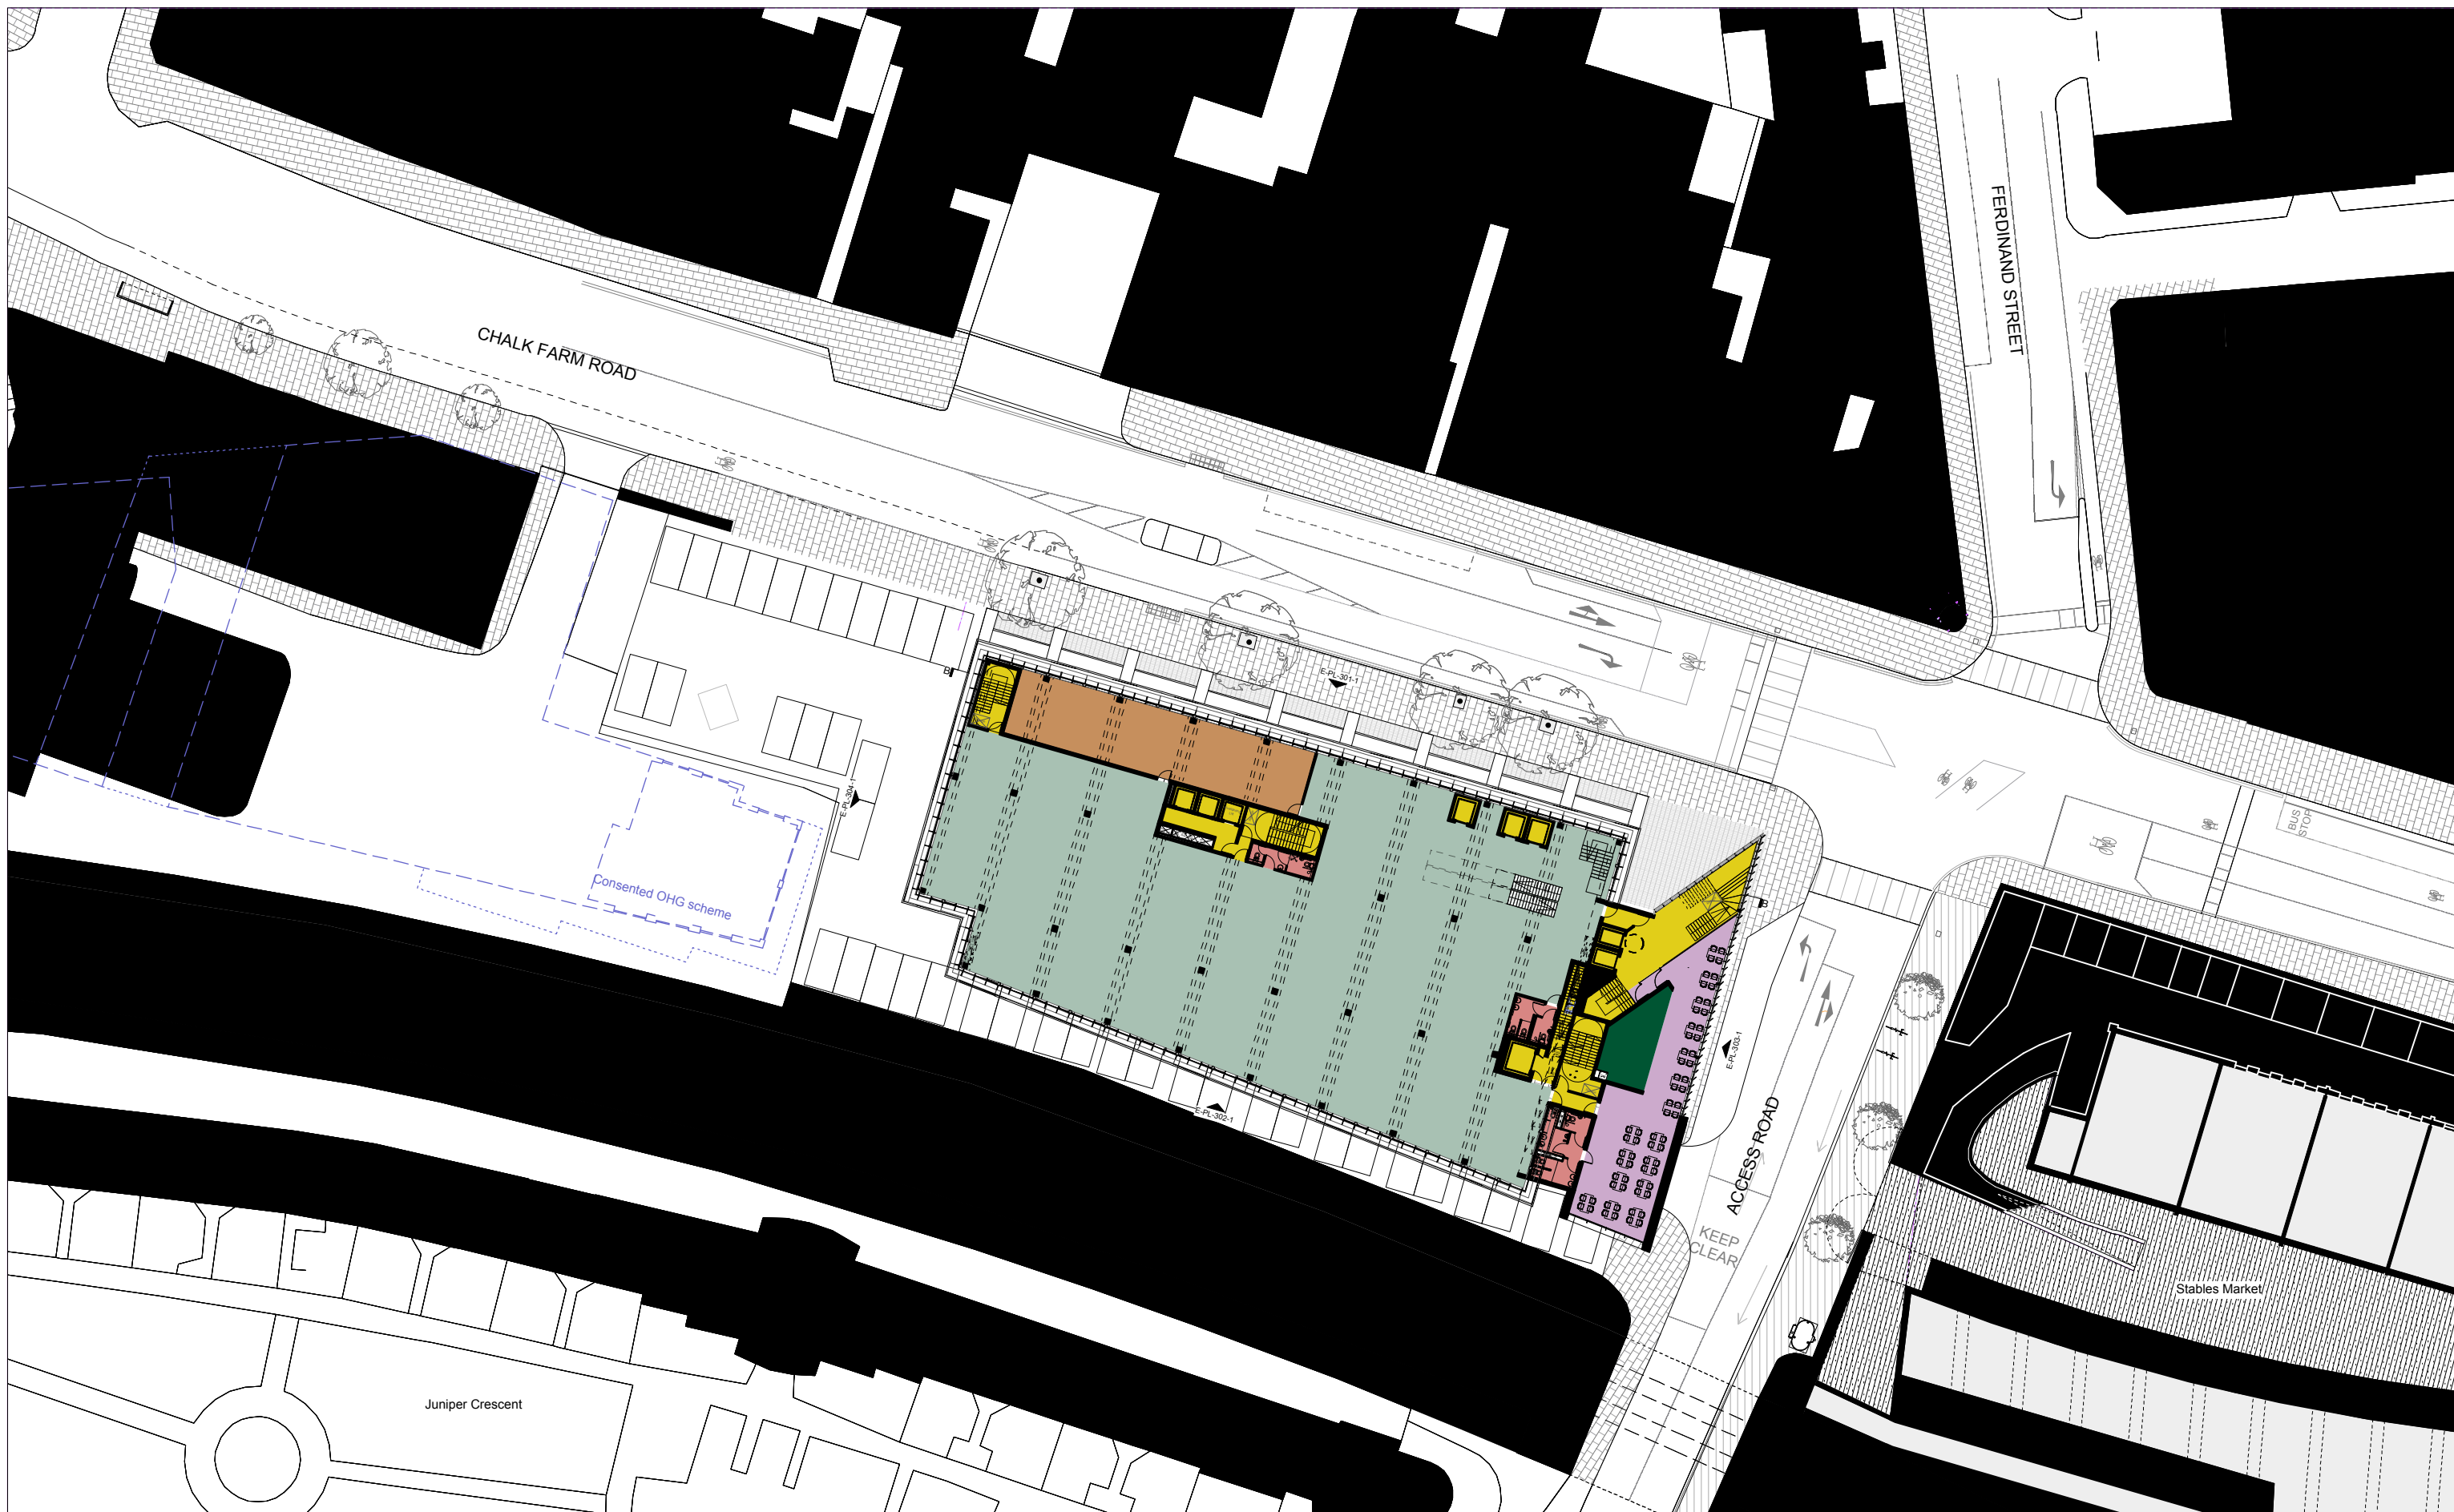 FERDINAND STREET
CHALK FARM ROAD
E-PL-301-1
B
E-PL-304-1
BUS
STOP
Consented OHG scheme
B
E-PL-303-1
E-PL-302-1
ACCESS ROAD
KEEP
CLEAR
Stables Market
Juniper Crescent